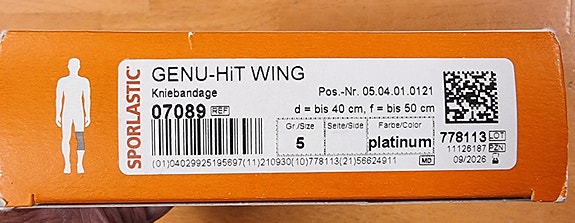 SPORLASTIC®
GENU-HiT WING
Kniebandage
Pos.-Nr. 05.04.01.0121
07089 REF
d = bis 40 cm, f = bis 50 cm
Gr./Size
5
Seite/Side
Farbe/Color
platinum
(01)04029925195697(11)210930(10)778113(21)56624911
MD
778113 LOT
11126187 PZN
09/2026